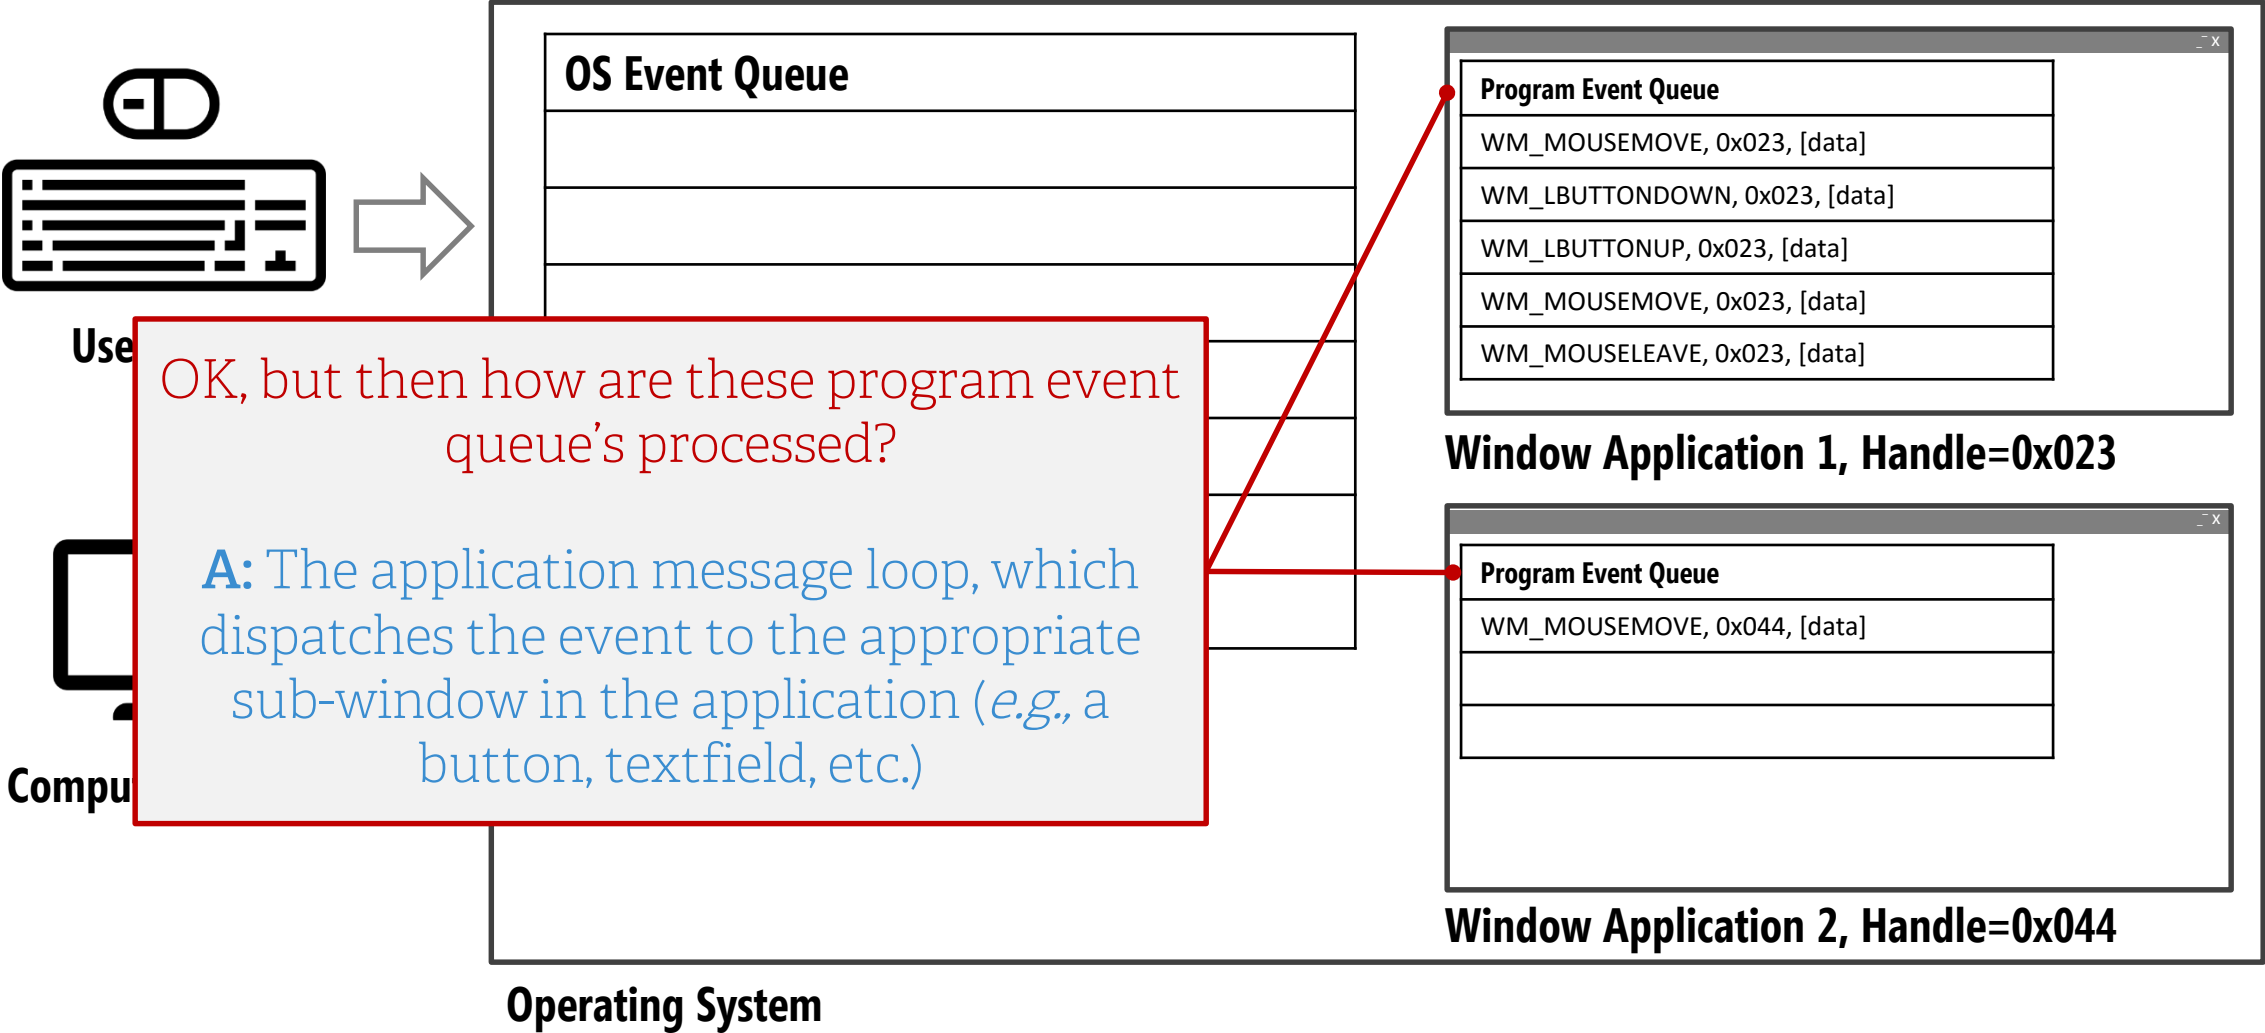 OS Event Queue
Program Event Queue
WM_MOUSEMOVE, 0x023, [data]
WM_LBUTTONDOWN, 0x023, [data]
WM_LBUTTONUP, 0x023, [data]
WM_MOUSEMOVE, 0x023, [data]
WM_MOUSELEAVE, 0x023, [data]
Window Application 1, Handle=0x023
OK, but then how are these program event
queue’s processed?
A: The application message loop, which
dispatches the event to the appropriate
sub-window in the application (e.g., a
button, textfield, etc.)
Program Event Queue
WM_MOUSEMOVE, 0x044, [data]
Window Application 2, Handle=0x044
Operating System